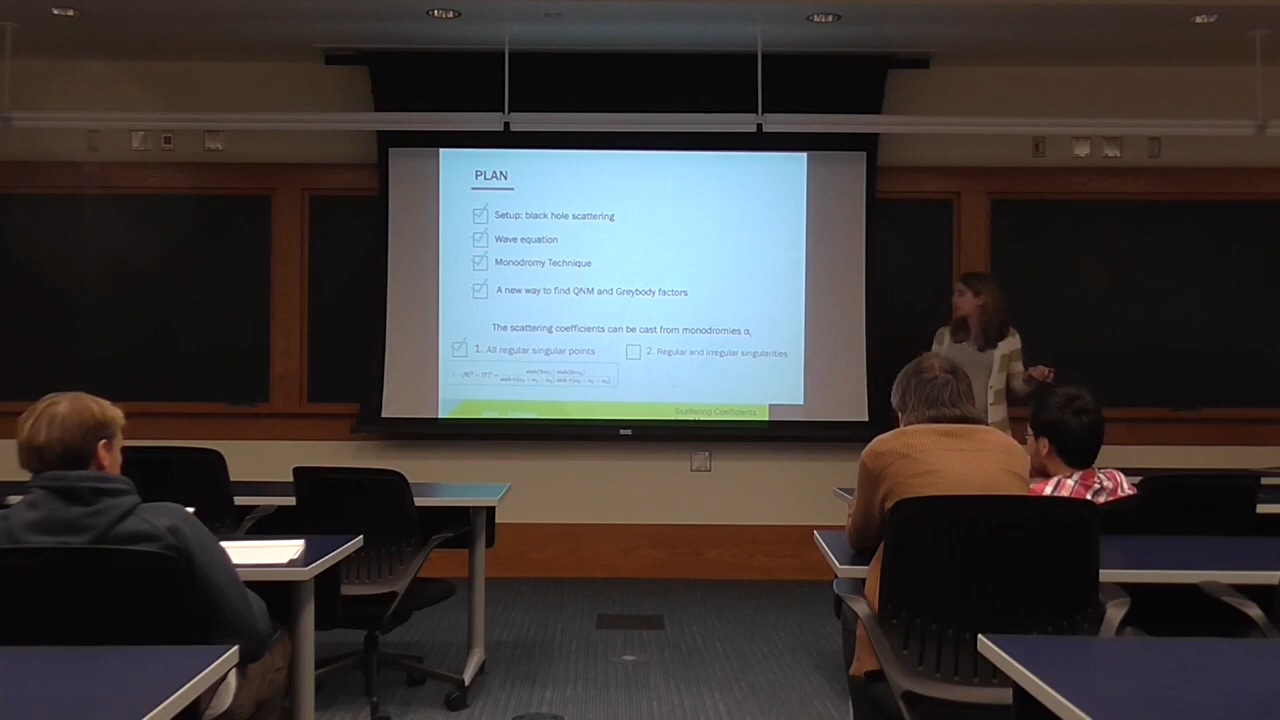 PLAN
Setup: black hole scattering
Wave equation
Monodromy Technique
A new way to find QNM and Greybody factors
The scattering coefficients can be cast from monodromies α,
1. All regular singular points
2. Regular and irregular singularities
Scattering Coefficients